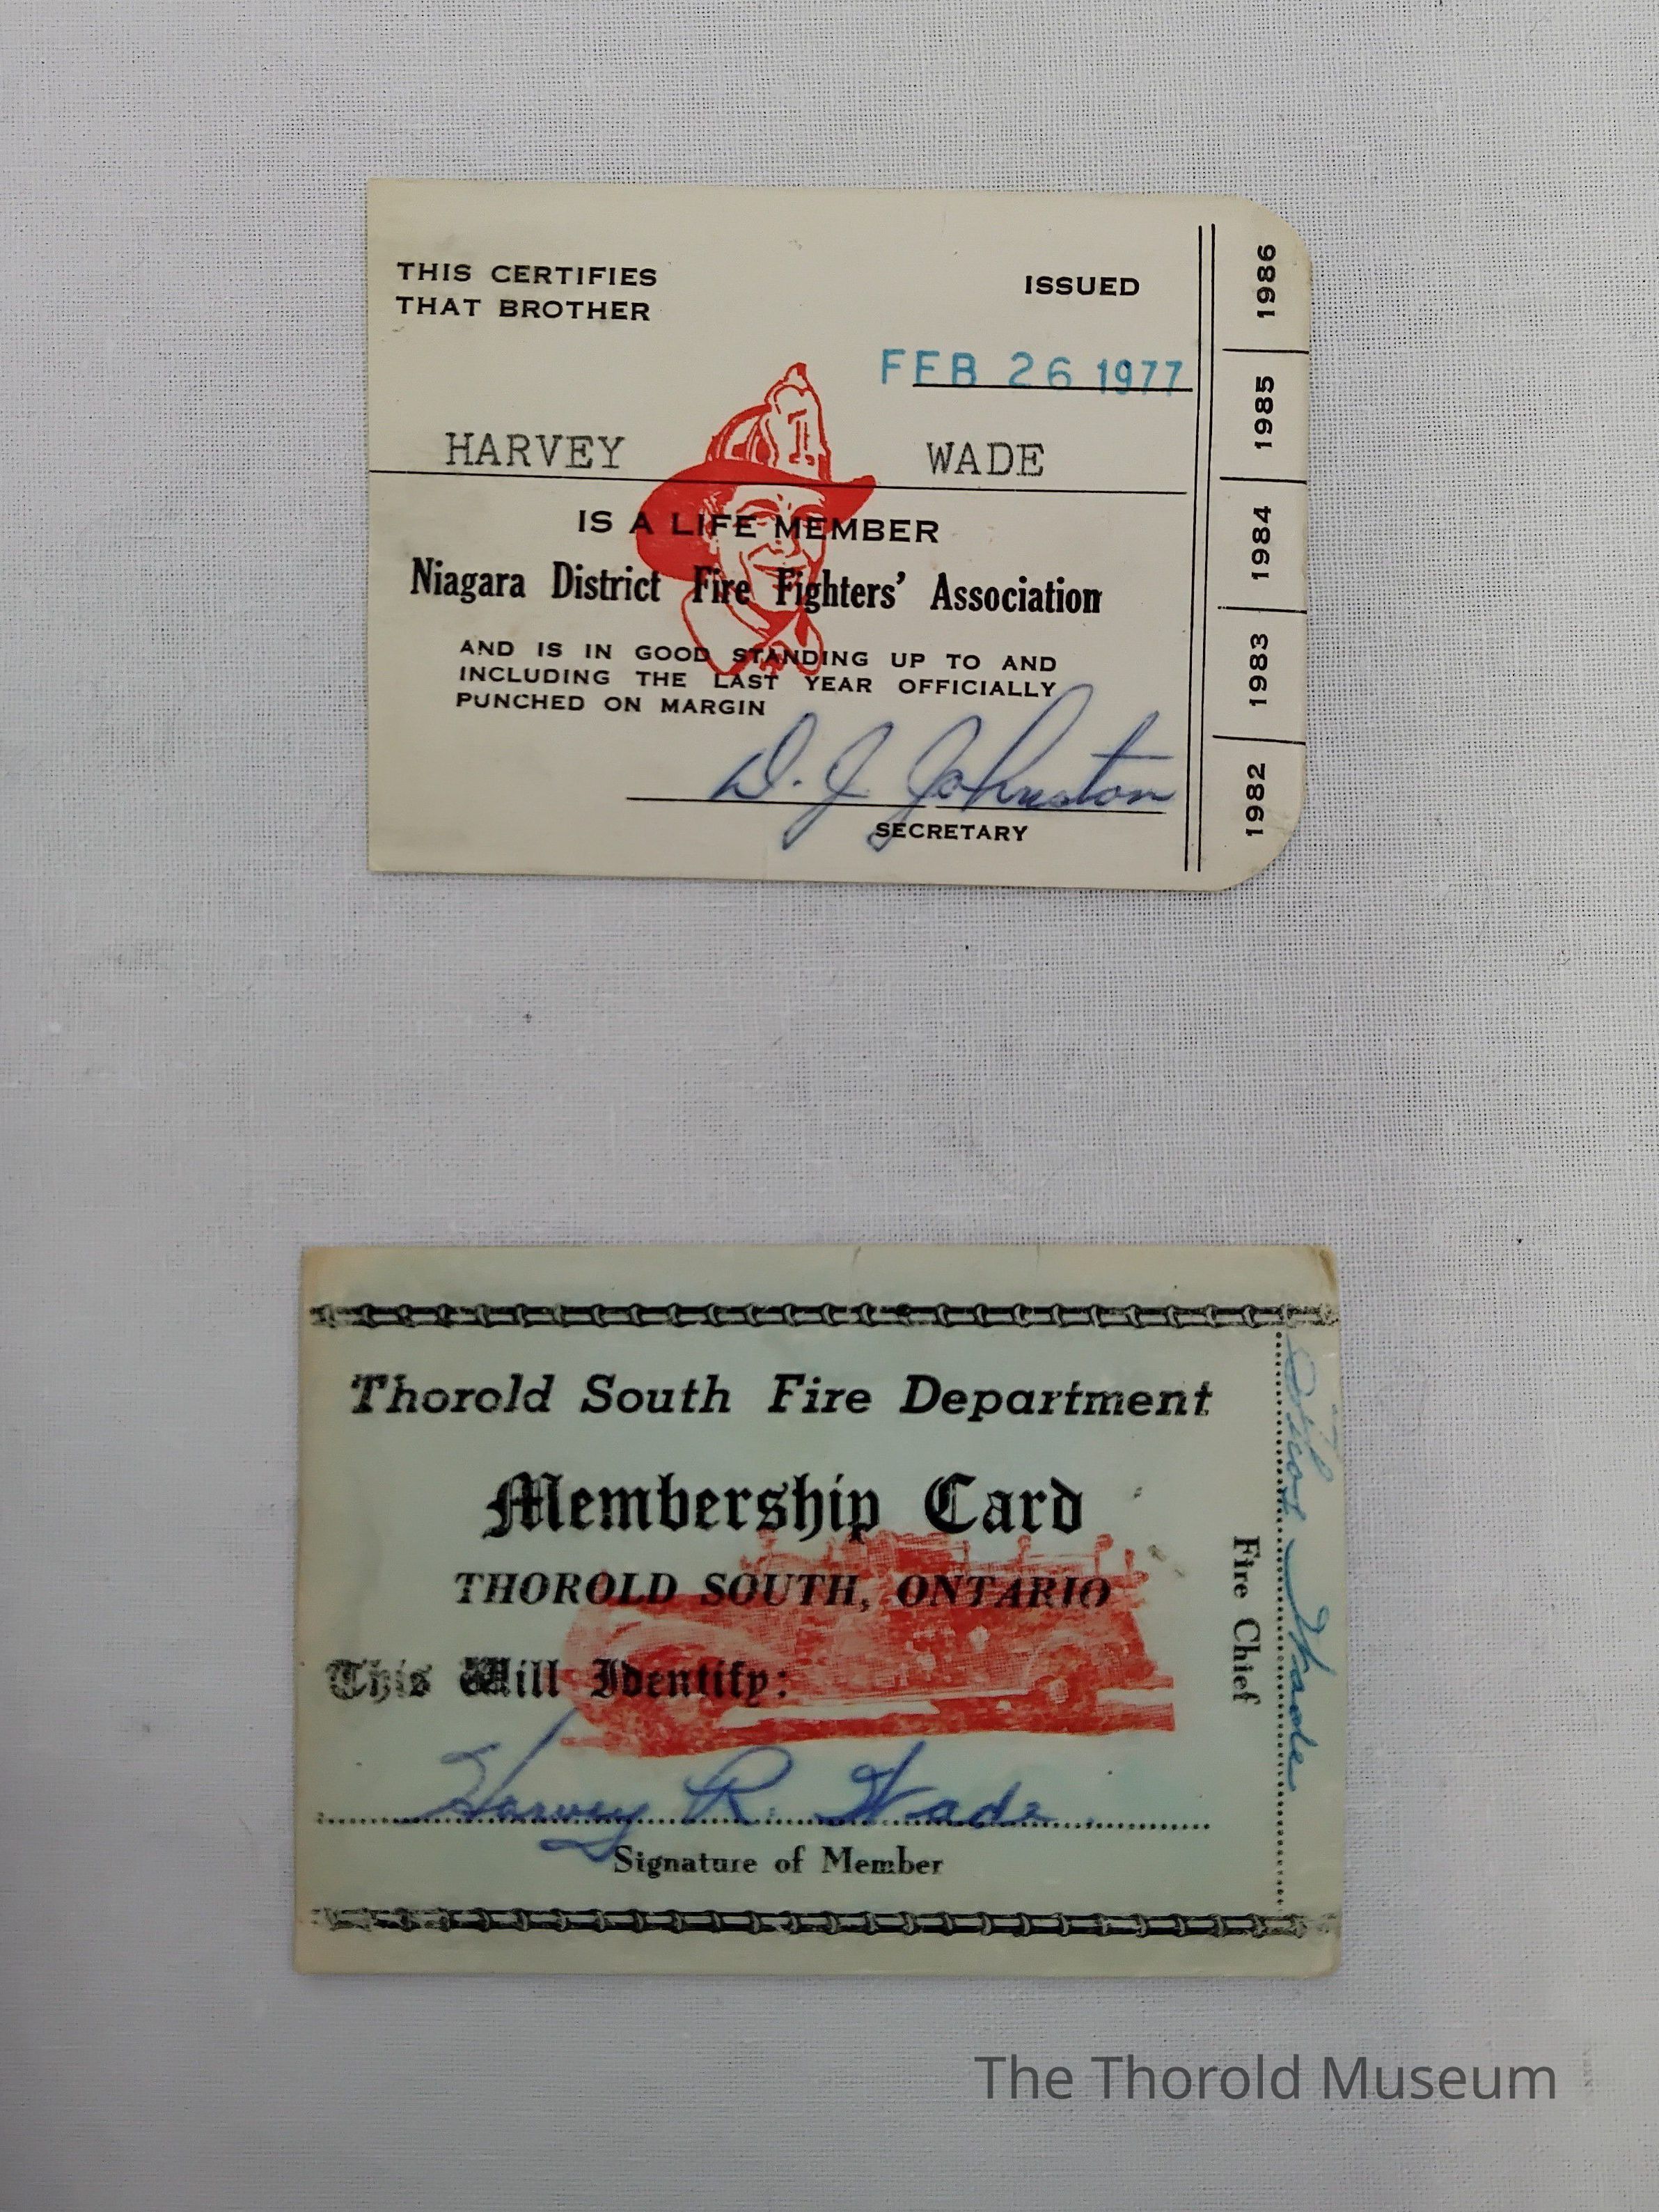 THIS CERTIFIES
THAT BROTHER
ISSUED
FEB 26 1977
HARVEY WADE
IS A LIFE MEMBER
Niagara District Fire Fighters' Association
AND IS IN GOOD STANDING UP TO AND
INCLUDING THE LAST YEAR OFFICIALLY
PUNCHED ON MARGIN
D. J. Johnston
SECRETARY
1986
1985
1984
1983
1982
1
Thorold South Fire Department
Membership Card
THOROLD SOUTH, ONTARIO
This Will Identify:
Harvey R. Wade
Signature of Member
Wade
Fire Chief
The Thorold Museum